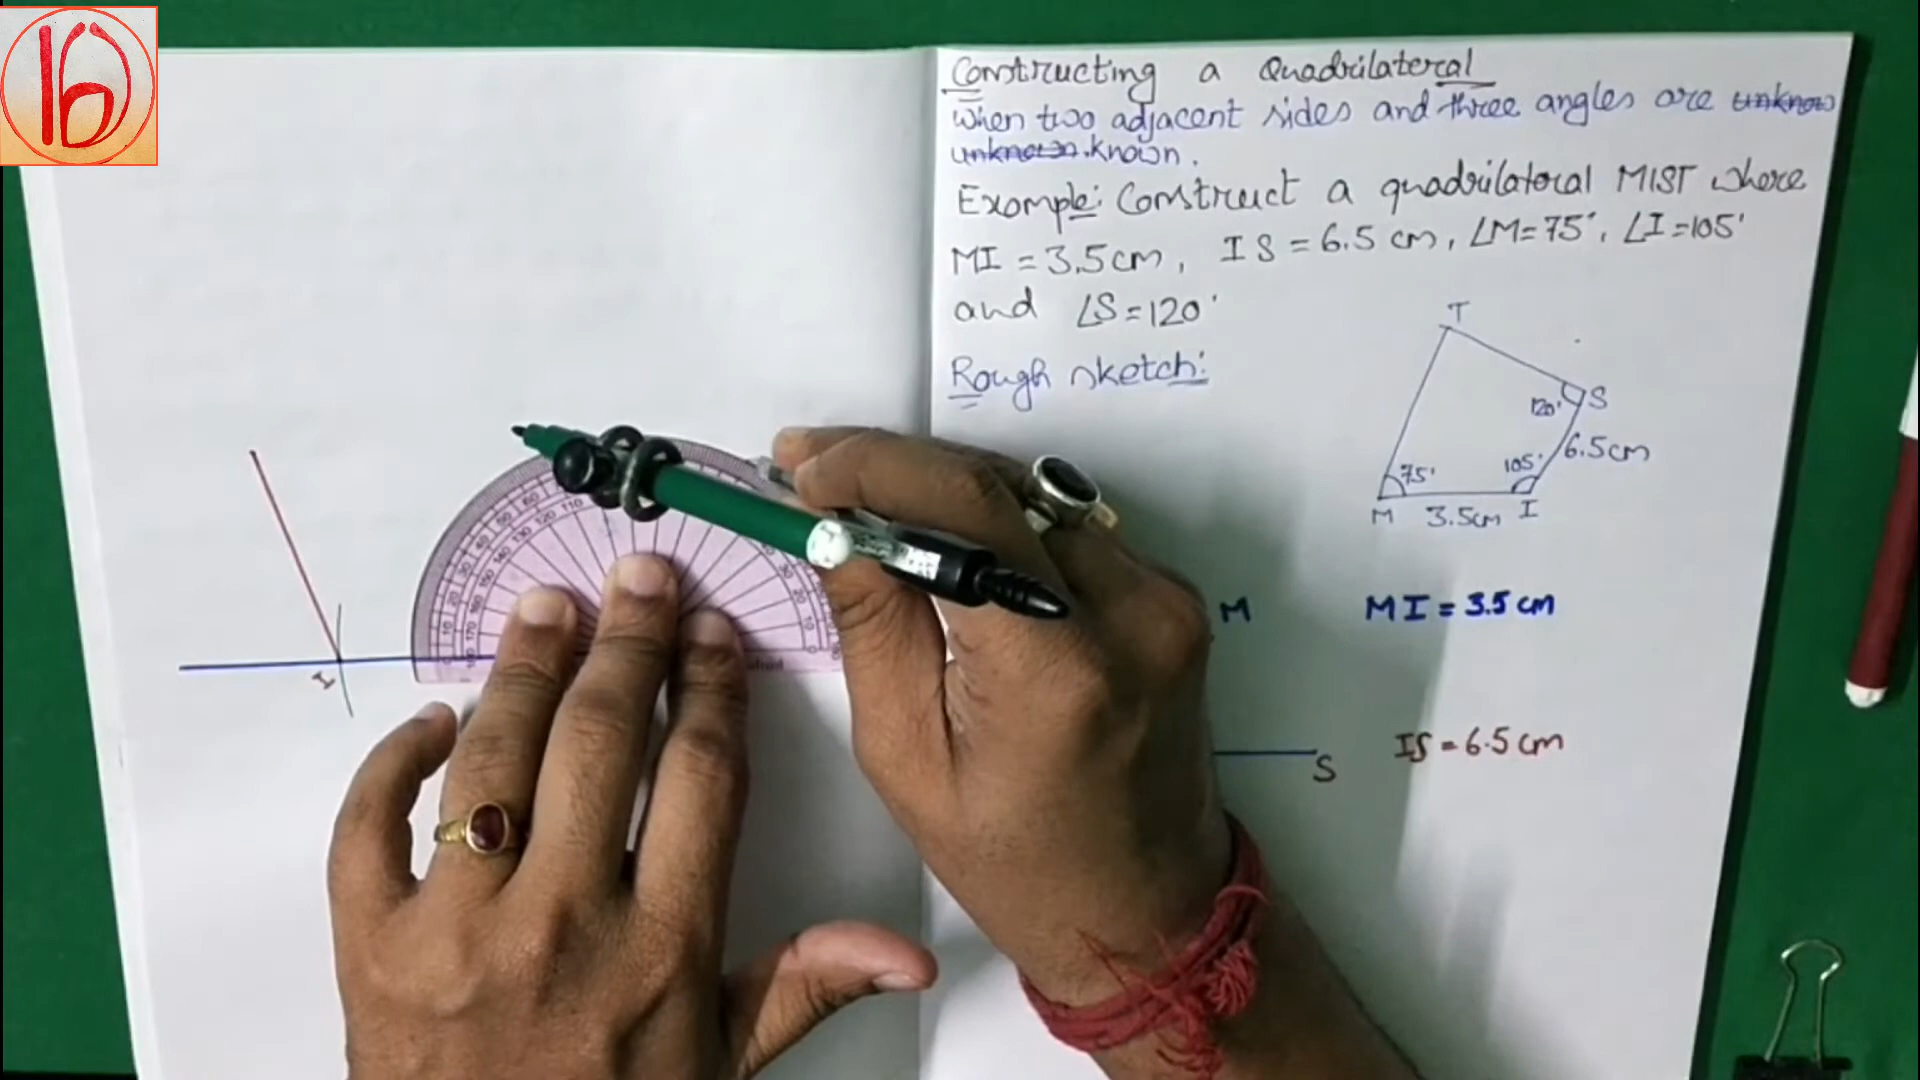 Constructing a Quadrilateral
When two adjacent sides and three angles are unknow
unknown.known.
Example: Construct a quadrilateral MIST where
MI = 3.5cm, IS = 6.5 cm, ∠M=75°, ∠I=105°
and ∠S=120°
Rough sketch:
T
120° S
105° 6.5cm
75°
M 3.5cm I
M MI = 3.5 cm
I
S IS = 6.5 cm